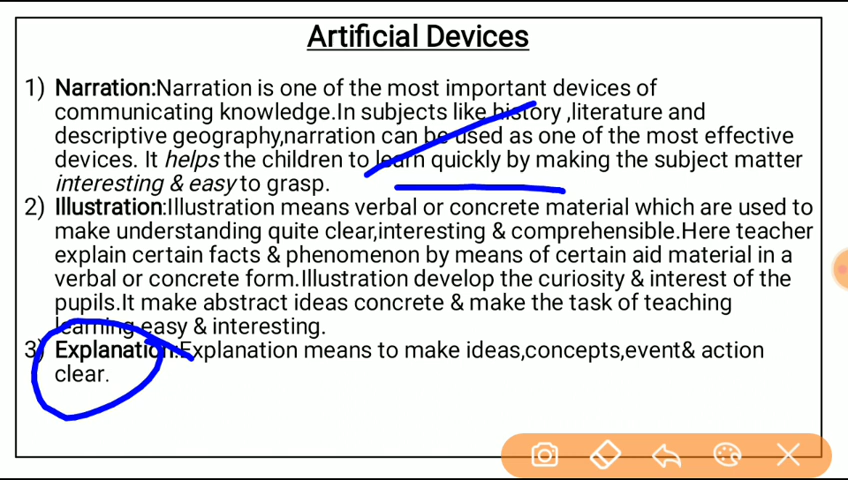 Artificial Devices
1) Narration:Narration is one of the most important devices of
communicating knowledge.In subjects like history ,literature and
descriptive geography,narration can be used as one of the most effective
devices. It helps the children to learn quickly by making the subject matter
interesting & easy to grasp.
2) Illustration:Illustration means verbal or concrete material which are used to
make understanding quite clear,interesting & comprehensible.Here teacher
explain certain facts & phenomenon by means of certain aid material in a
verbal or concrete form.Illustration develop the curiosity & interest of the
pupils.It make abstract ideas concrete & make the task of teaching
learning easy & interesting.
3) Explanation:Explanation means to make ideas,concepts,event& action
clear.